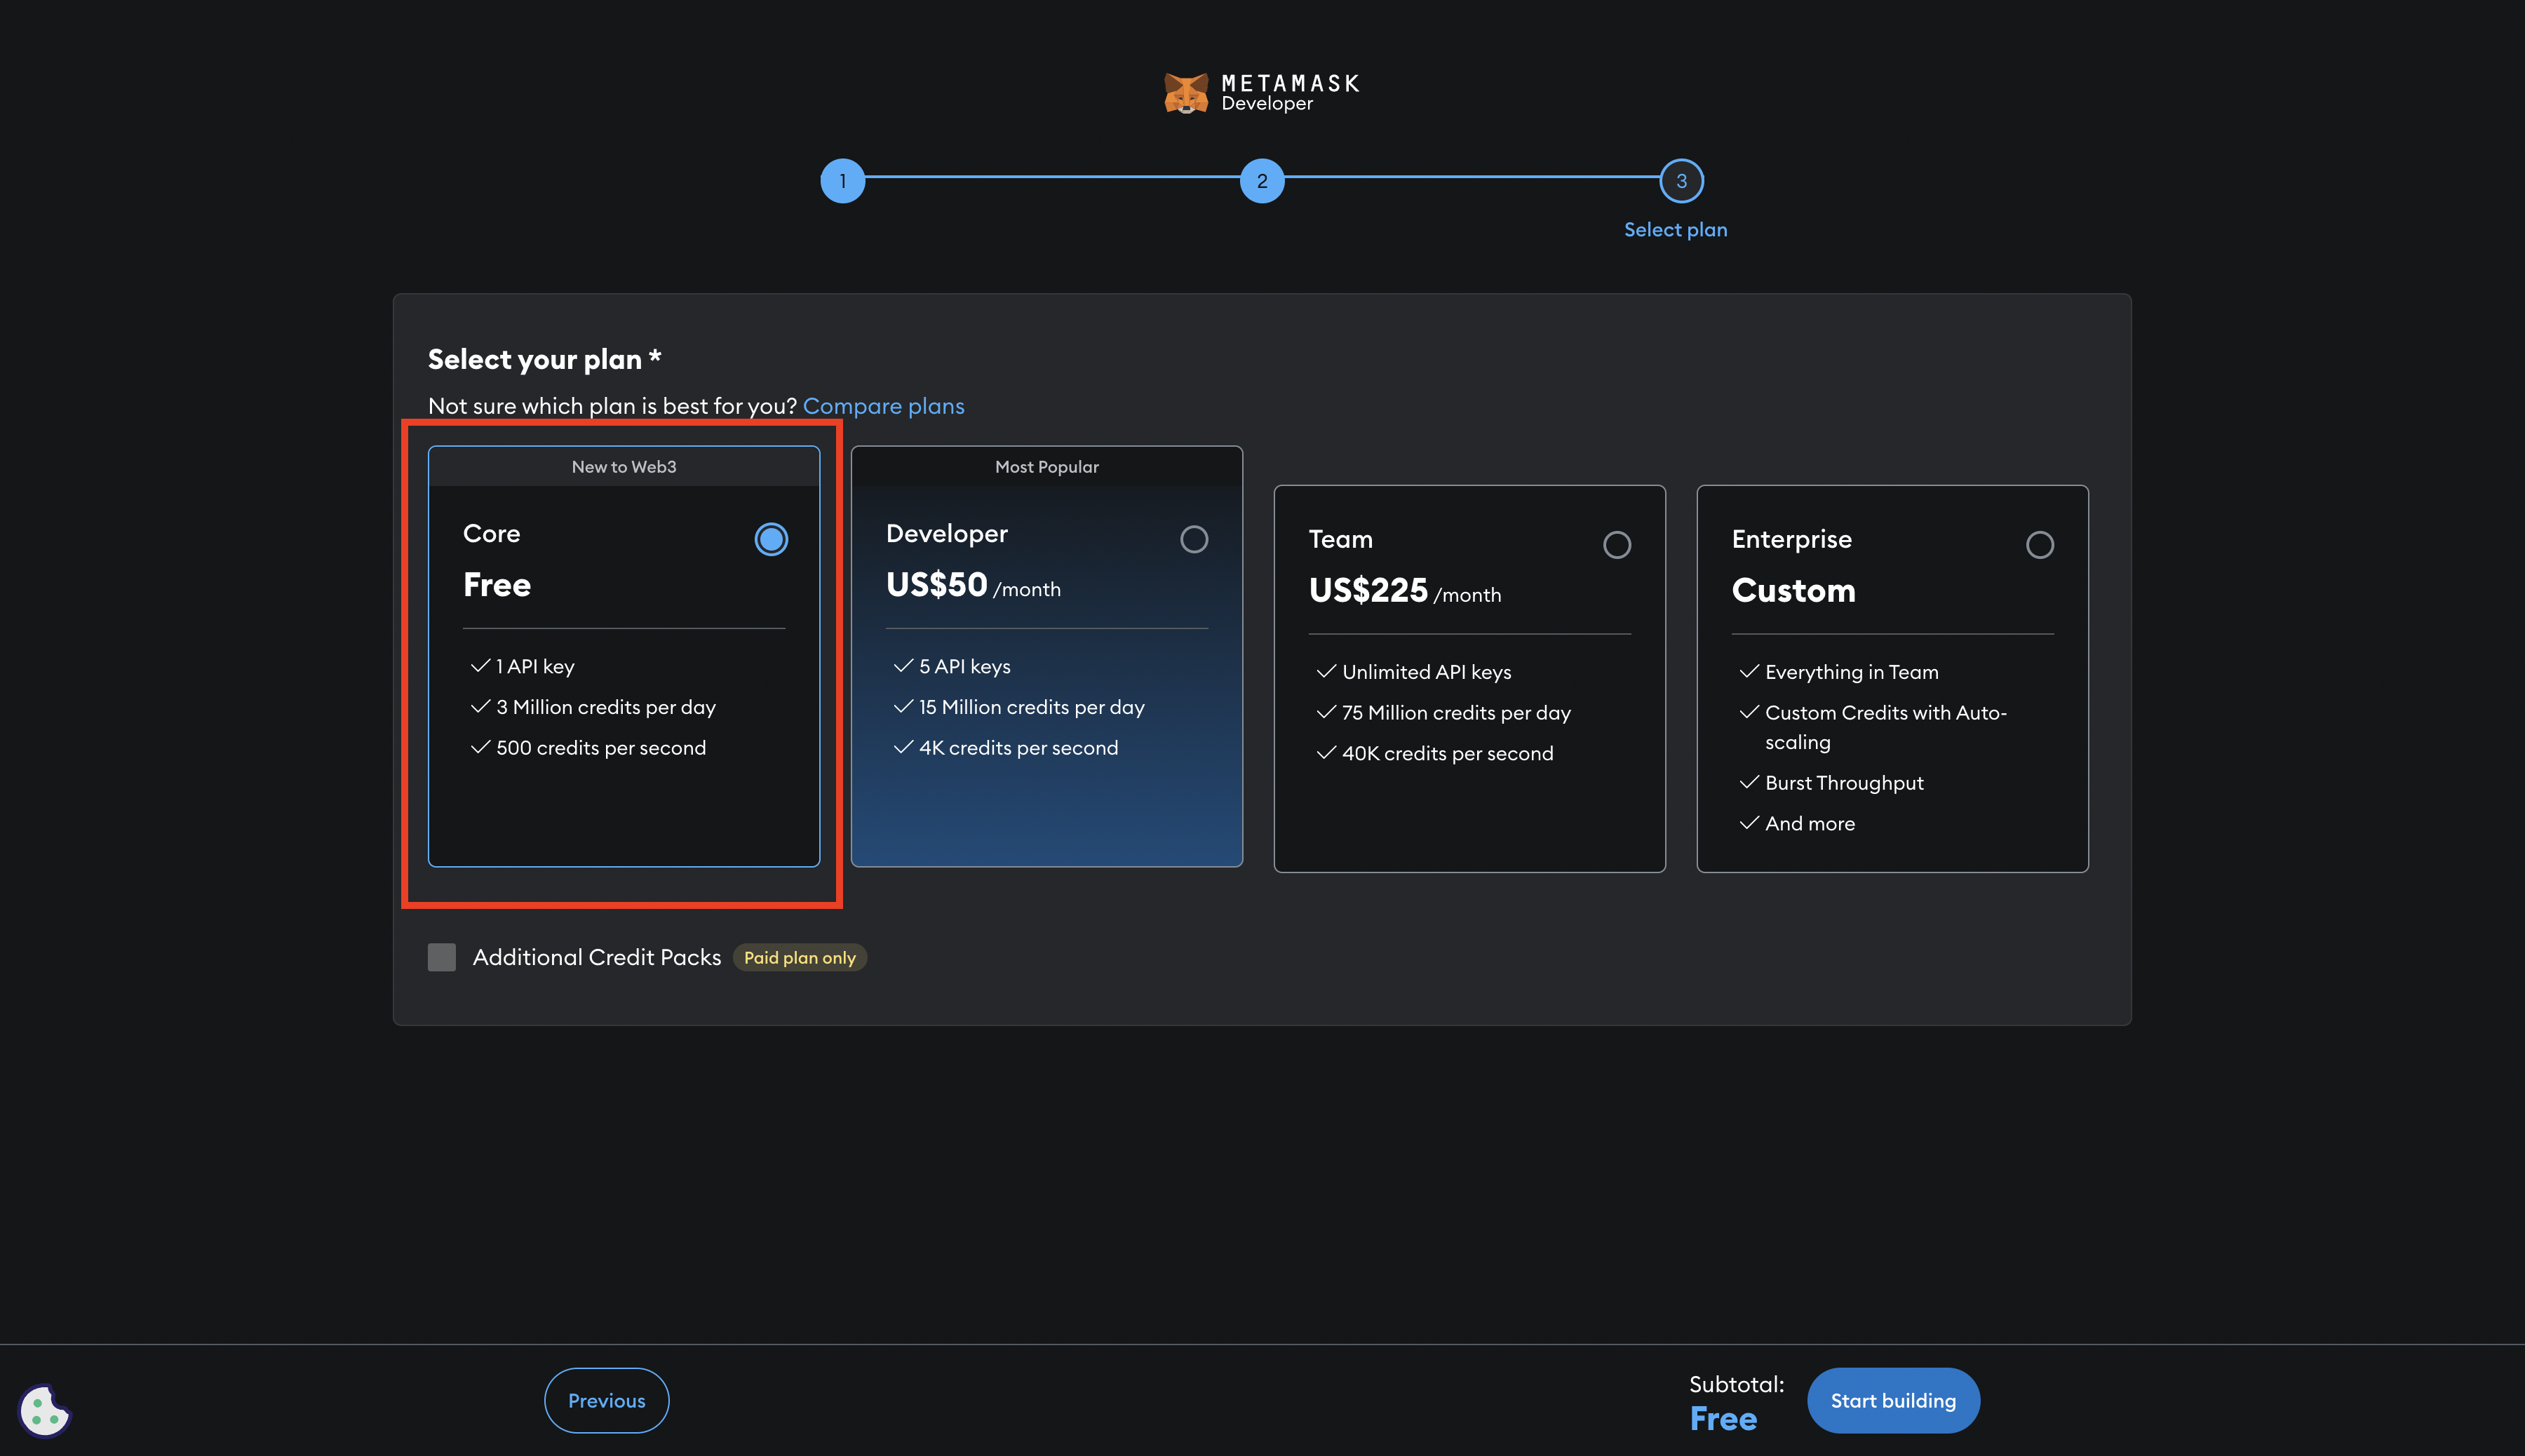 METAMASK
Developer
1
2
3
Select plan
Select your plan *
Not sure which plan is best for you? Compare plans
New to Web3
Core
Free
1 API key
3 Million credits per day
500 credits per second
Most Popular
Developer
US$50 /month
5 API keys
15 Million credits per day
4K credits per second
Team
US$225 /month
Unlimited API keys
75 Million credits per day
40K credits per second
Enterprise
Custom
Everything in Team
Custom Credits with Auto-
scaling
Burst Throughput
And more
Additional Credit Packs Paid plan only
Previous
Subtotal:
Free
Start building